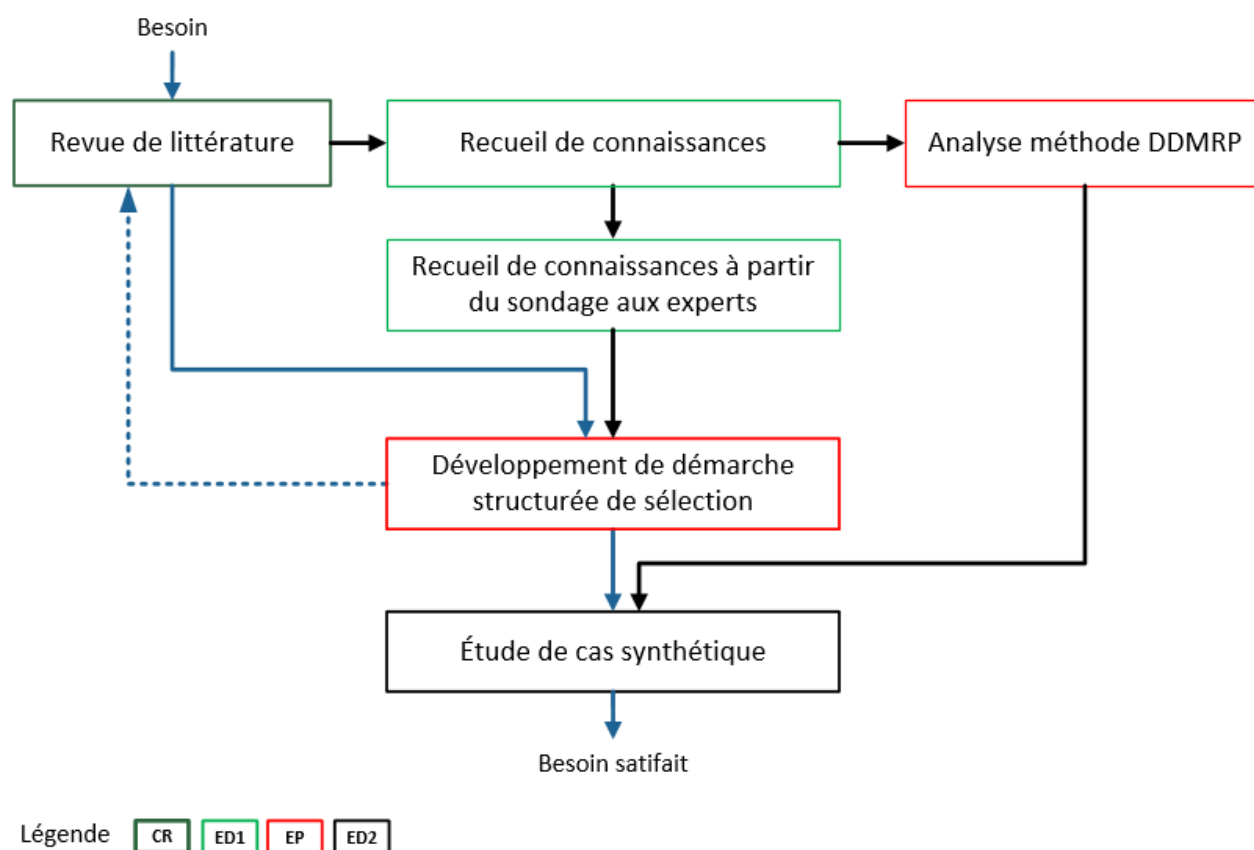 Besoin
Revue de littérature
Recueil de connaissances
Analyse méthode DDMRP
Recueil de connaissances à partir
du sondage aux experts
Développement de démarche
structurée de sélection
Étude de cas synthétique
Besoin satifait
Légende CR ED1 EP ED2